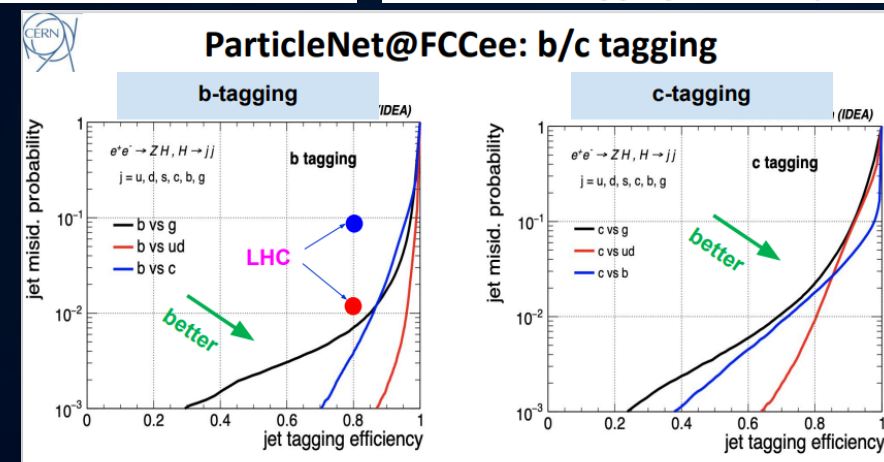 CERN
ParticleNet@FCCee: b/c tagging
b-tagging
(IDEA)
jet misid. probability
e⁺e⁻ → ZH, H → jj
j = u, d, s, c, b, g
b tagging
b vs g
b vs ud
b vs c
LHC
better
1
10⁻¹
10⁻²
10⁻³
0 0.2 0.4 0.6 0.8 1
jet tagging efficiency
c-tagging
(IDEA)
jet misid. probability
e⁺e⁻ → ZH, H → jj
j = u, d, s, c, b, g
c tagging
c vs g
c vs ud
c vs b
better
1
10⁻¹
10⁻²
10⁻³
0 0.2 0.4 0.6 0.8 1
jet tagging efficiency